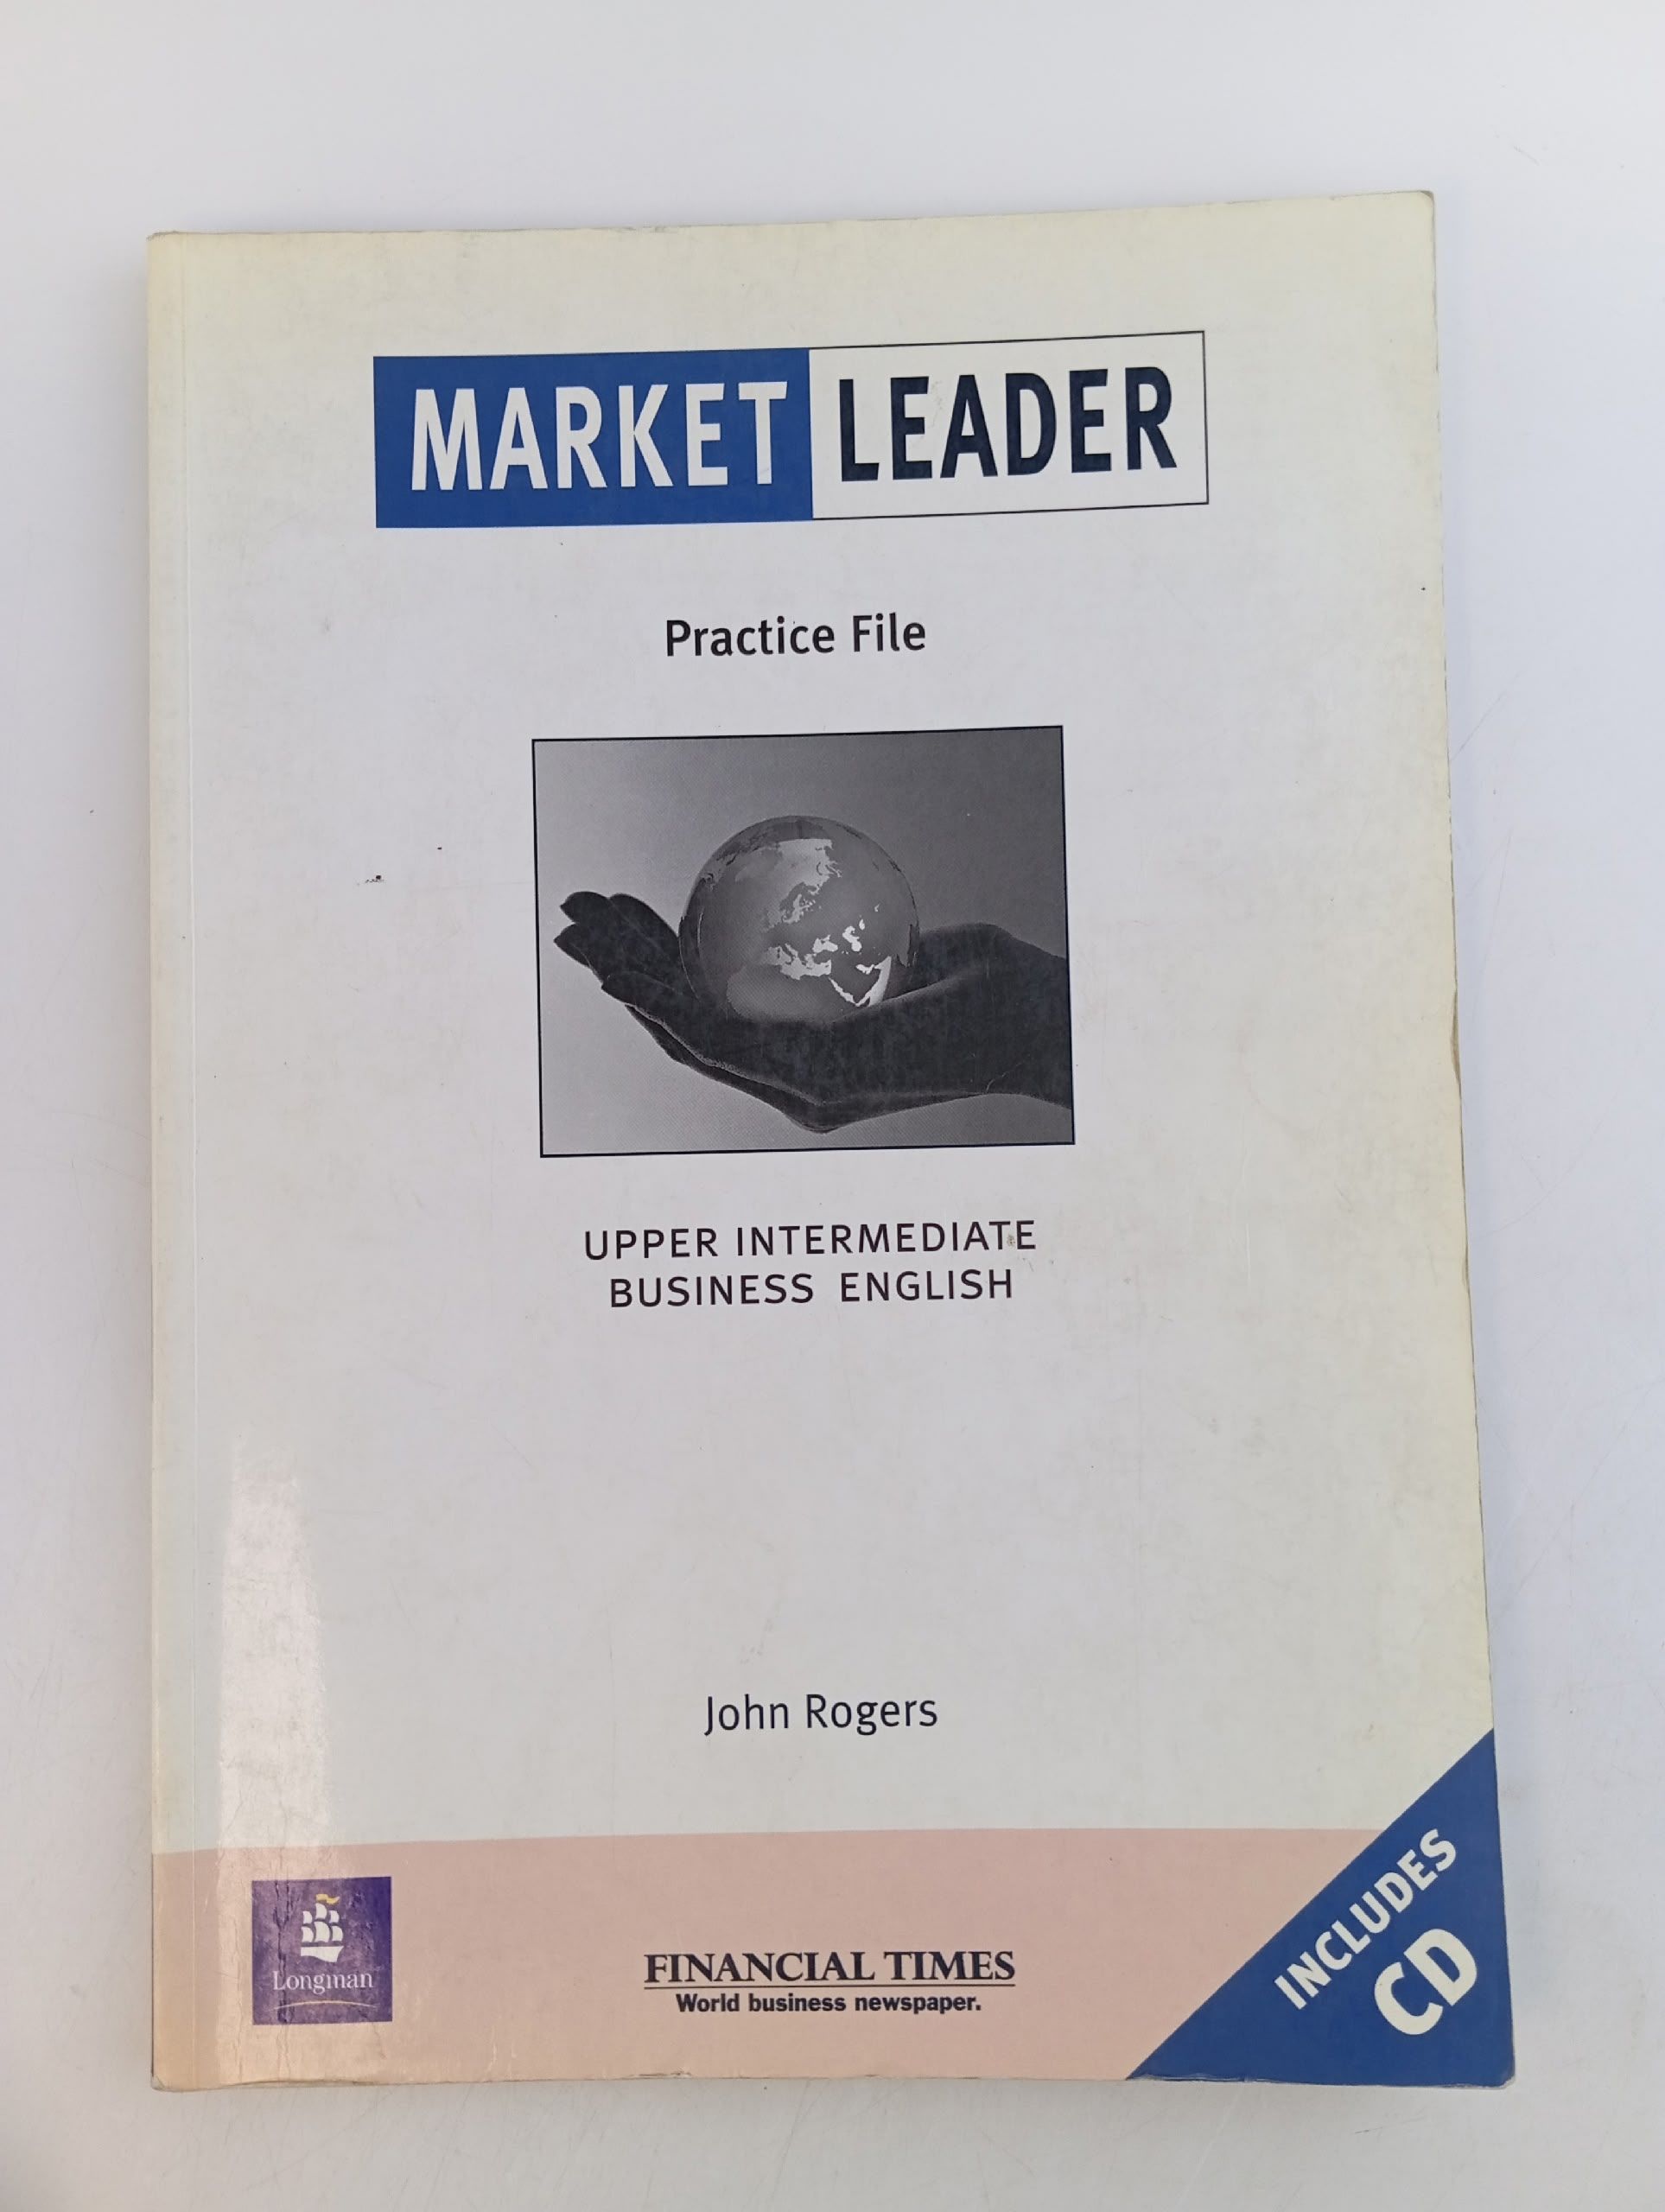 MARKET LEADER
Practice File
UPPER INTERMEDIATE
BUSINESS ENGLISH
John Rogers
Longman
FINANCIAL TIMES
World business newspaper.
INCLUDES
CD